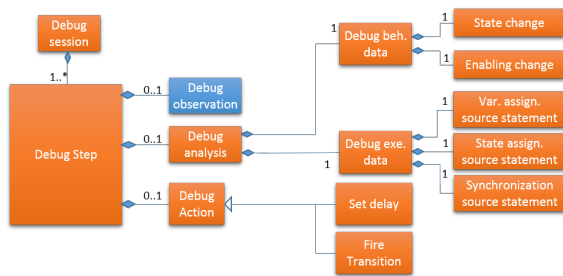 Debug
session
1..*
Debug Step
0..1
Debug
observation
0..1
Debug
analysis
0..1
Debug
Action
1
Debug beh.
data
1
State change
1
Enabling change
1
Debug exe.
data
1
Var. assign.
source statement
1
State assign.
source statement
1
Synchronization
source statement
Set delay
Fire
Transition